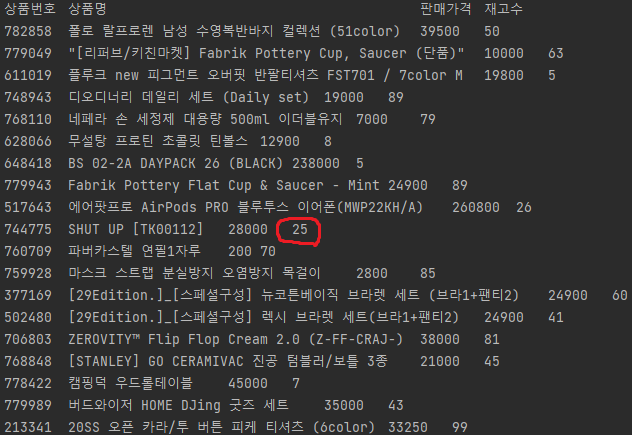 상품번호 상품명 판매가격 재고수
782858 폴로 랄프로렌 남성 수영복반바지 컬렉션 (51color) 39500 50
779049 "[리퍼브/키친마켓] Fabrik Pottery Cup, Saucer (단품)" 10000 63
611019 플루크 new 피그먼트 오버핏 반팔티셔츠 FST701 / 7color M 19800 5
748943 디오디너리 데일리 세트 (Daily set) 19000 89
768110 네페라 손 세정제 대용량 500ml 이더블유지 7000 79
628066 무설탕 프로틴 초콜릿 틴볼스 12900 8
648418 BS 02-2A DAYPACK 26 (BLACK) 238000 5
779943 Fabrik Pottery Flat Cup & Saucer - Mint 24900 89
517643 에어팟프로 AirPods PRO 블루투스 이어폰(MWP22KH/A) 260800 26
744775 SHUT UP [TK00112] 28000 25
760709 파버카스텔 연필1자루 200 70
759928 마스크 스트랩 분실방지 오염방지 목걸이 2800 85
377169 [29Edition.]_[스페셜구성] 뉴코튼베이직 브라렛 세트 (브라1+팬티2) 24900 60
502480 [29Edition.]_[스페셜구성] 렉시 브라렛 세트(브라1+팬티2) 24900 41
706803 ZEROVITY™ Flip Flop Cream 2.0 (Z-FF-CRAJ-) 38000 81
768848 [STANLEY] GO CERAMIVAC 진공 텀블러/보틀 3종 21000 45
778422 캠핑덕 우드롤테이블 45000 7
779989 버드와이저 HOME DJing 굿즈 세트 35000 43
213341 20SS 오픈 카라/투 버튼 피케 티셔츠 (6color) 33250 99